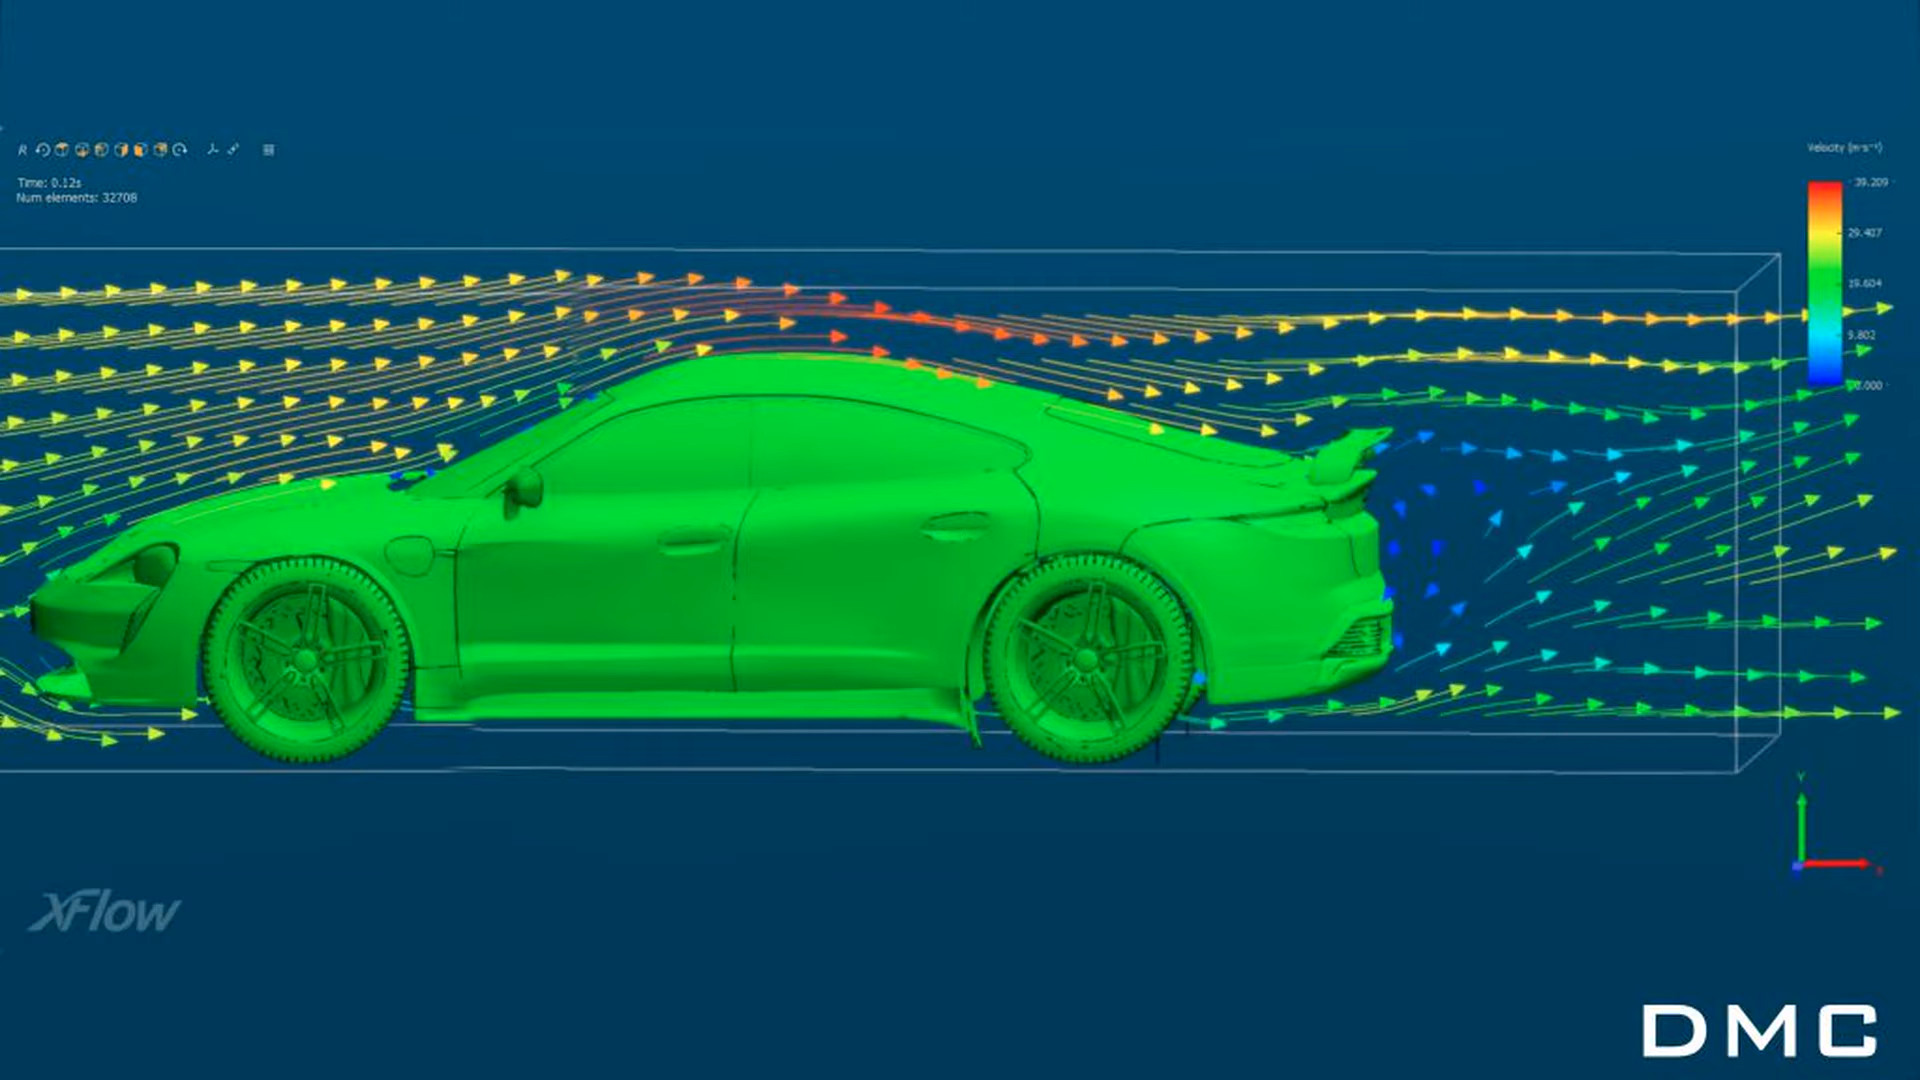 Time: 0.12s
Num elements: 32708
Velocity (m·s⁻¹)
39.209
29.407
19.604
9.802
0.000
Y
XFlow
DMC